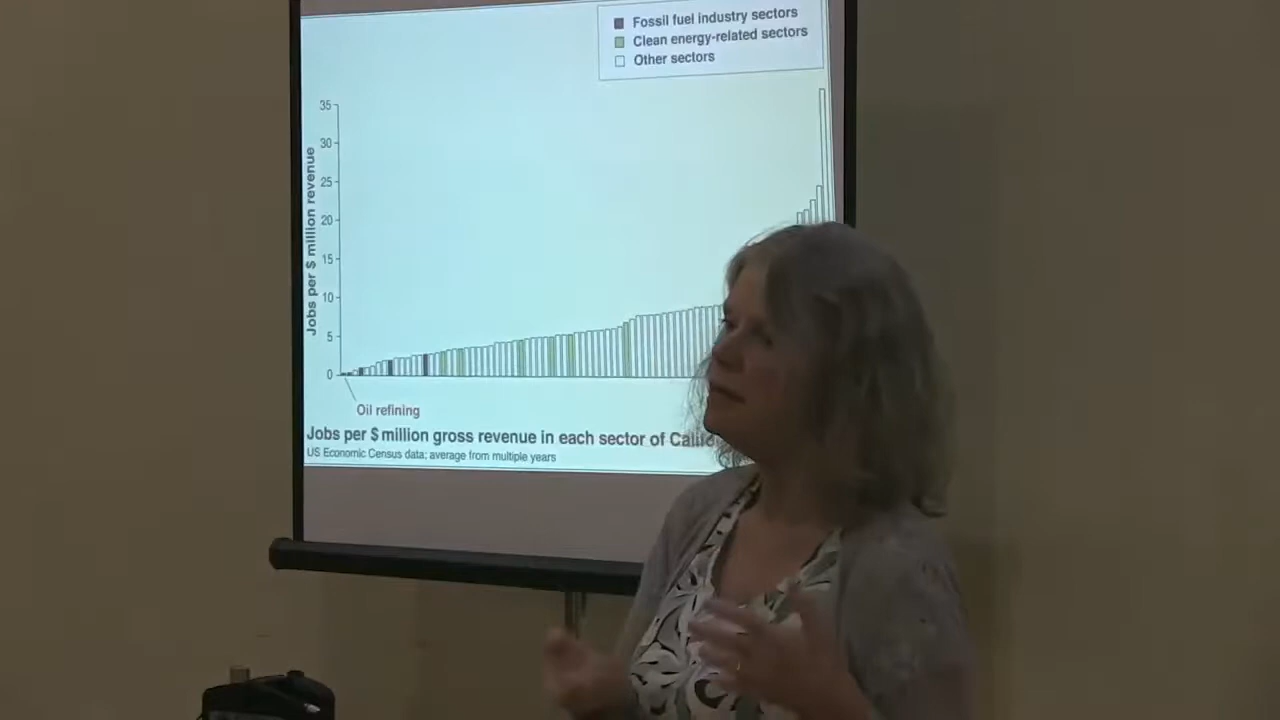 Fossil fuel industry sectors
Clean energy-related sectors
Other sectors
35
30
25
20
15
10
5
0
Jobs per $ million revenue
Oil refining
Jobs per $ million gross revenue in each sector of
US Economic Census data; average from multiple years